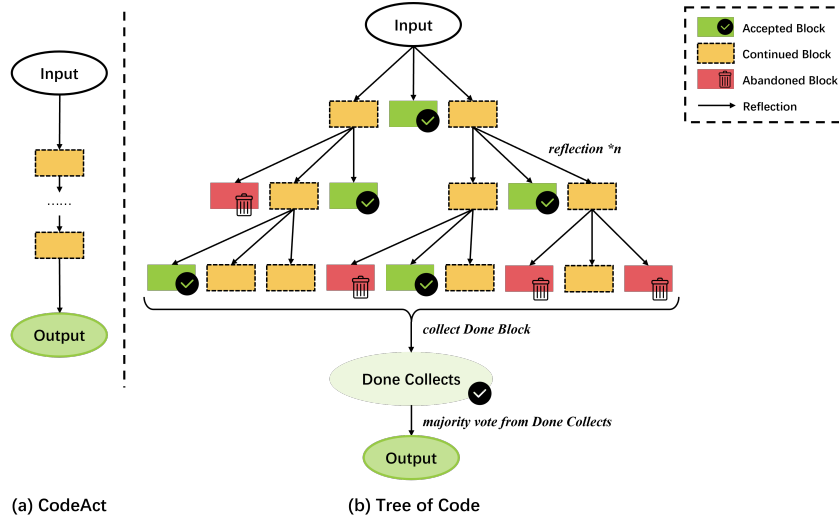 Input
......
Output
(a) CodeAct
Input
reflection *n
collect Done Block
Done Collects
majority vote from Done Collects
Output
(b) Tree of Code
Accepted Block
Continued Block
Abandoned Block
Reflection